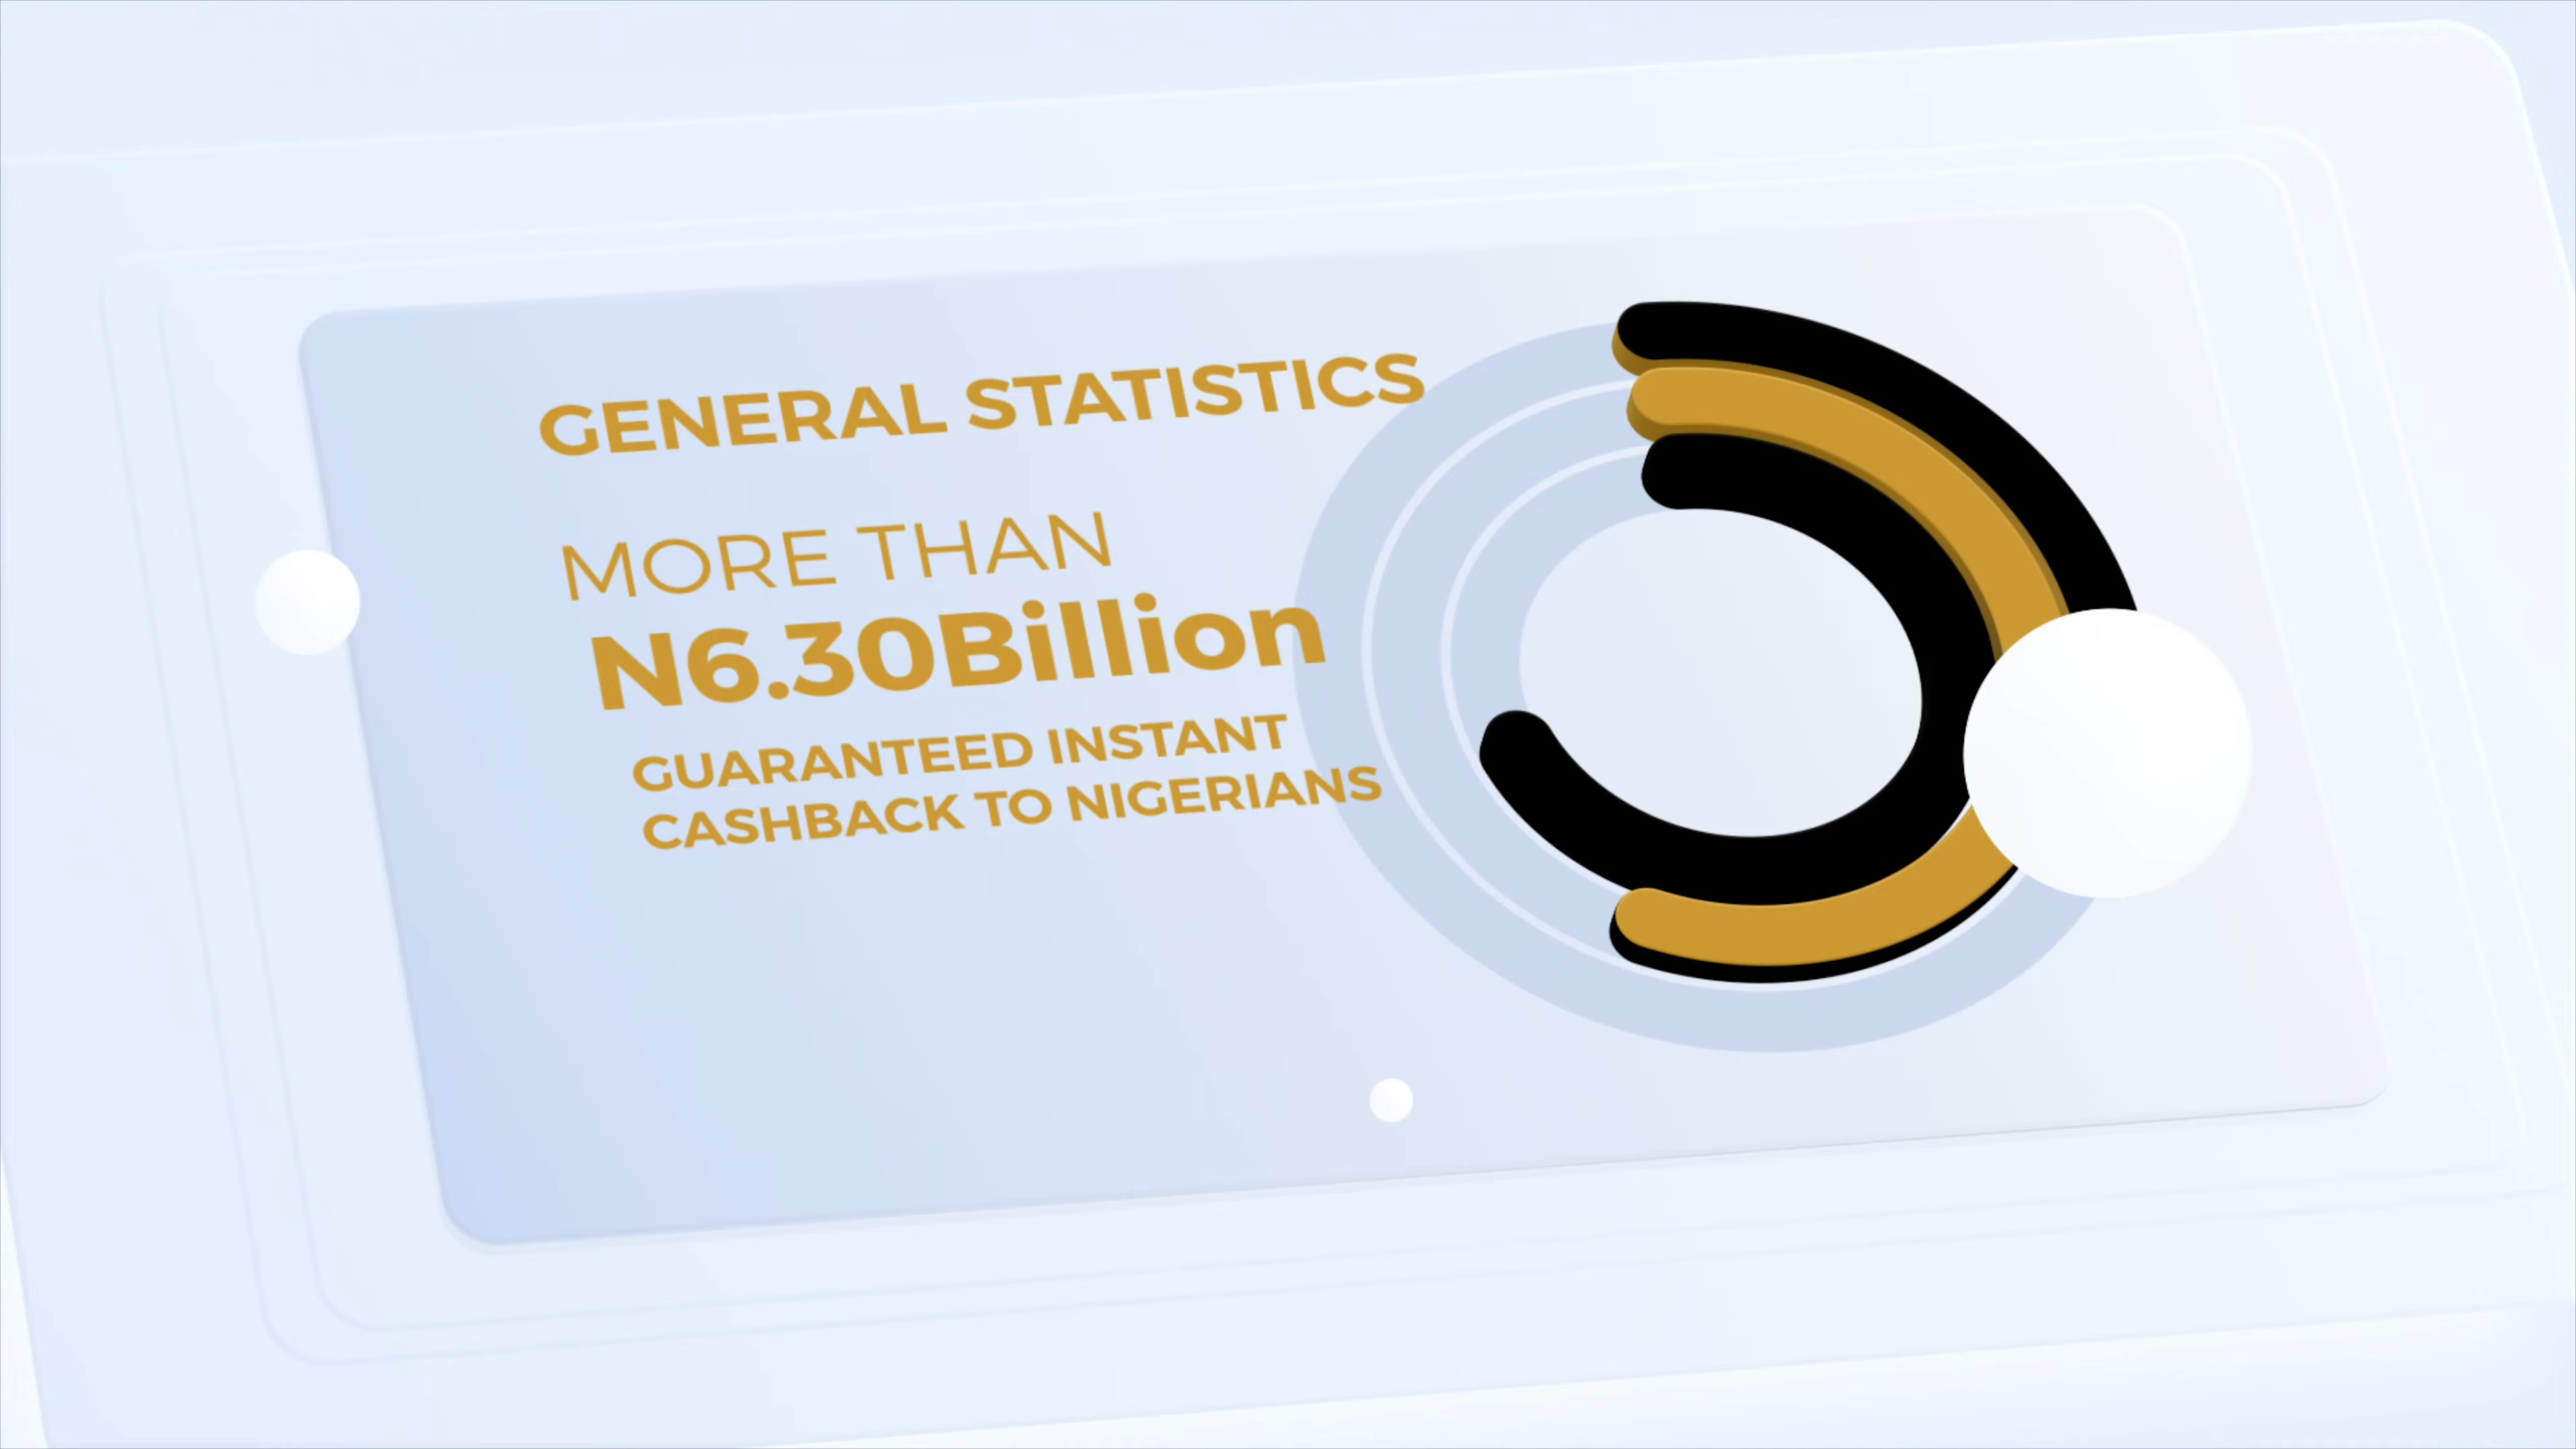 GENERAL STATISTICS
MORE THAN
N6.30Billion
GUARANTEED INSTANT
CASHBACK TO NIGERIANS